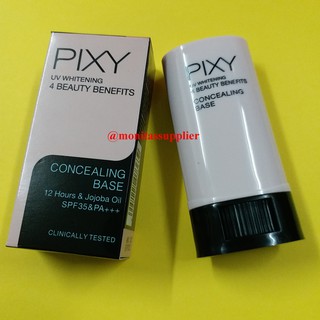 PIXY
UV WHITENING
4 BEAUTY BENEFITS
CONCEALING
BASE
12 Hours & Jojoba Oil
SPF35&PA+++
CLINICALLY TESTED
PIXY
UV WHITENING
4 BEAUTY BENEFITS
CONCEALING
BASE